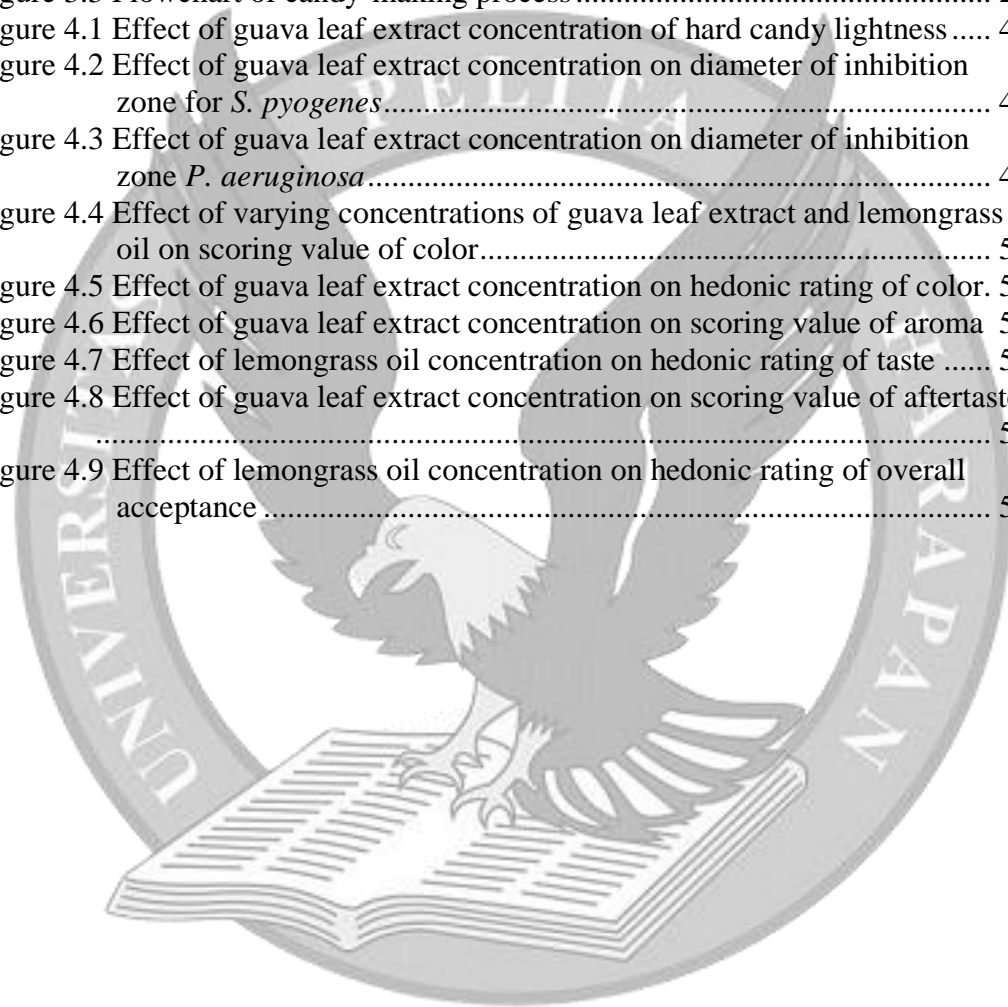 gure 3.3 Flowchart of candy-making process
gure 4.1 Effect of guava leaf extract concentration of hard candy lightness ..... 4
gure 4.2 Effect of guava leaf extract concentration on diameter of inhibition
zone for S. pyogenes ..... 4
gure 4.3 Effect of guava leaf extract concentration on diameter of inhibition
zone P. aeruginosa ..... 4
gure 4.4 Effect of varying concentrations of guava leaf extract and lemongrass
oil on scoring value of color ..... 5
gure 4.5 Effect of guava leaf extract concentration on hedonic rating of color. 5
gure 4.6 Effect of guava leaf extract concentration on scoring value of aroma 5
gure 4.7 Effect of lemongrass oil concentration on hedonic rating of taste ...... 5
gure 4.8 Effect of guava leaf extract concentration on scoring value of aftertaste
..... 5
gure 4.9 Effect of lemongrass oil concentration on hedonic rating of overall
acceptance ..... 5
UNIVERSITAS PELITA HARAPAN